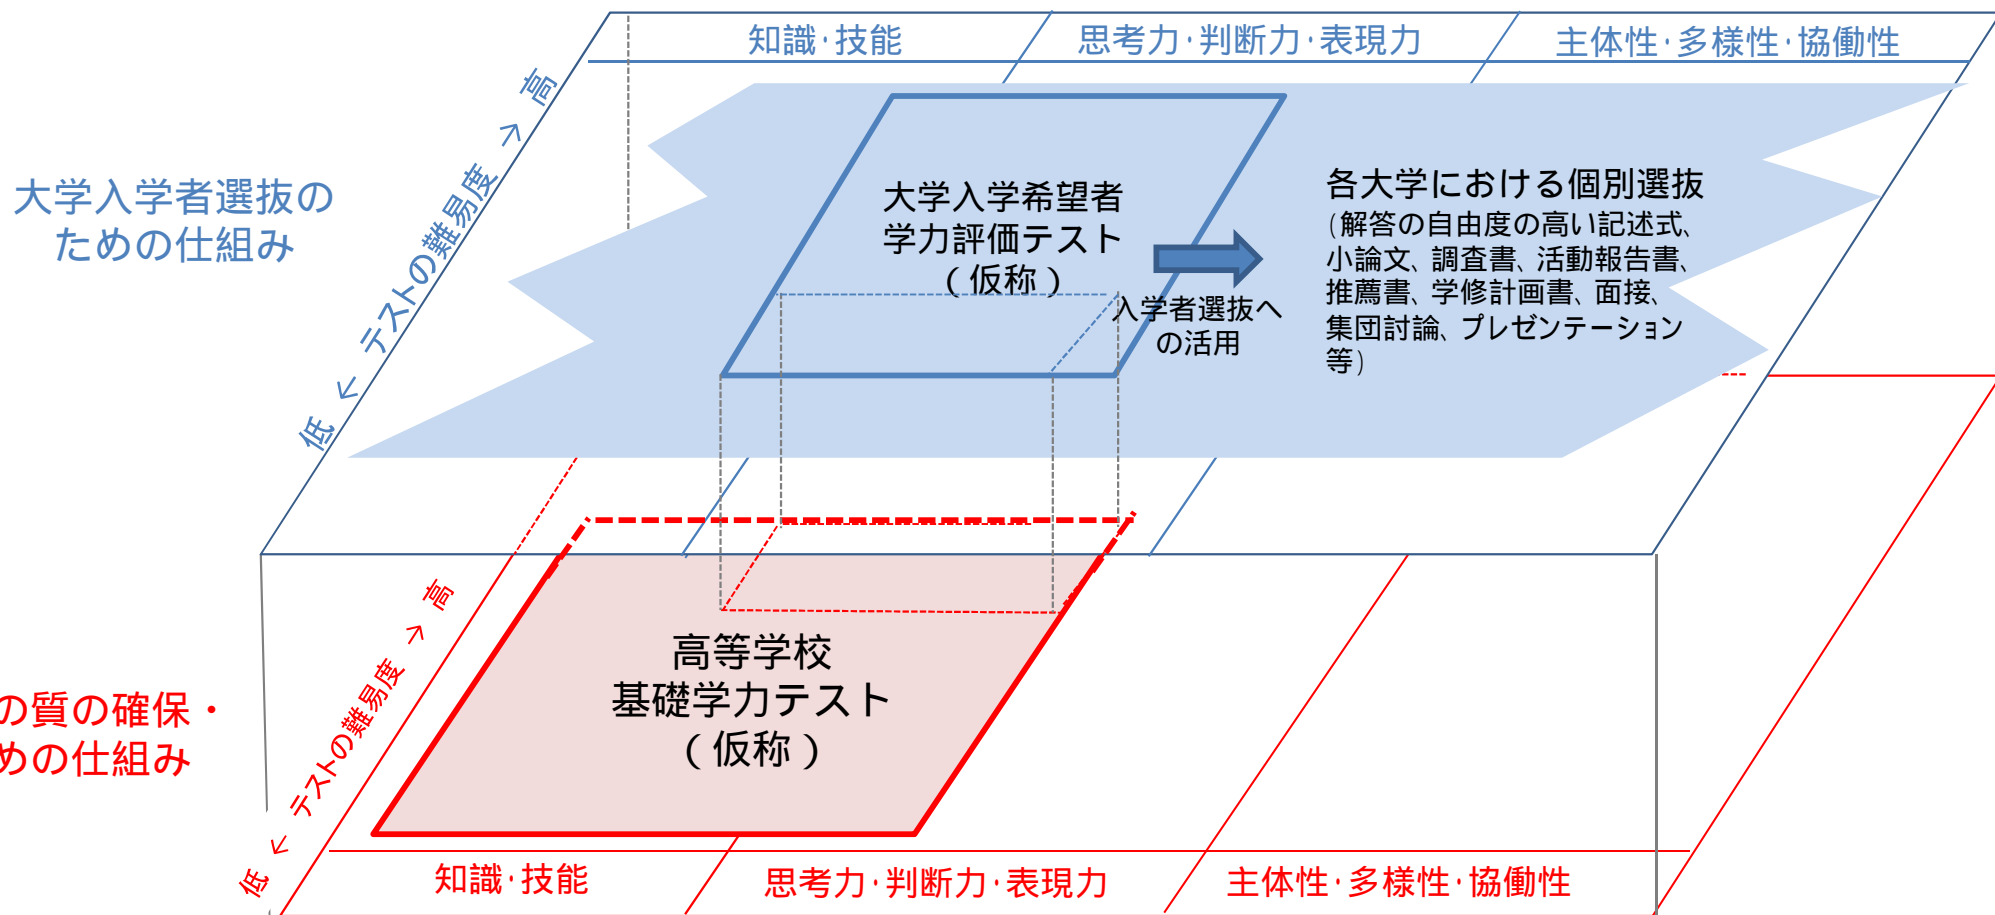 知識・技能
思考力・判断力・表現力
主体性・多様性・協働性
低 ← テストの難易度 → 高
大学入学者選抜の
ための仕組み
大学入学希望者
学力評価テスト
(仮称)
入学者選抜へ
の活用
各大学における個別選抜
(解答の自由度の高い記述式、
小論文、調査書、活動報告書、
推薦書、学修計画書、面接、
集団討論、プレゼンテーション
等)
の質の確保・
めの仕組み
低 ← テストの難易度 → 高
高等学校
基礎学力テスト
(仮称)
知識・技能
思考力・判断力・表現力
主体性・多様性・協働性